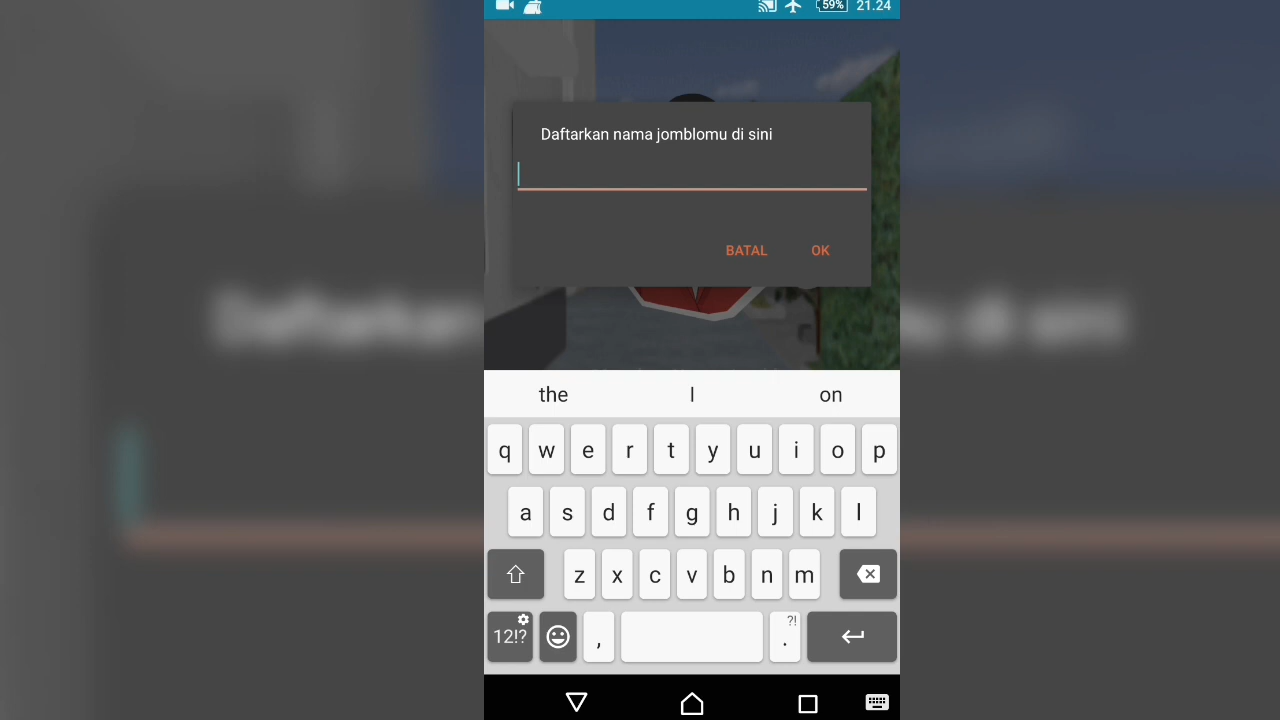 59% 21.24
Daftarkan nama jomblomu di sini
BATAL OK
the I on
q w e r t y u i o p
a s d f g h j k l
z x c v b n m
12!? , ?! .